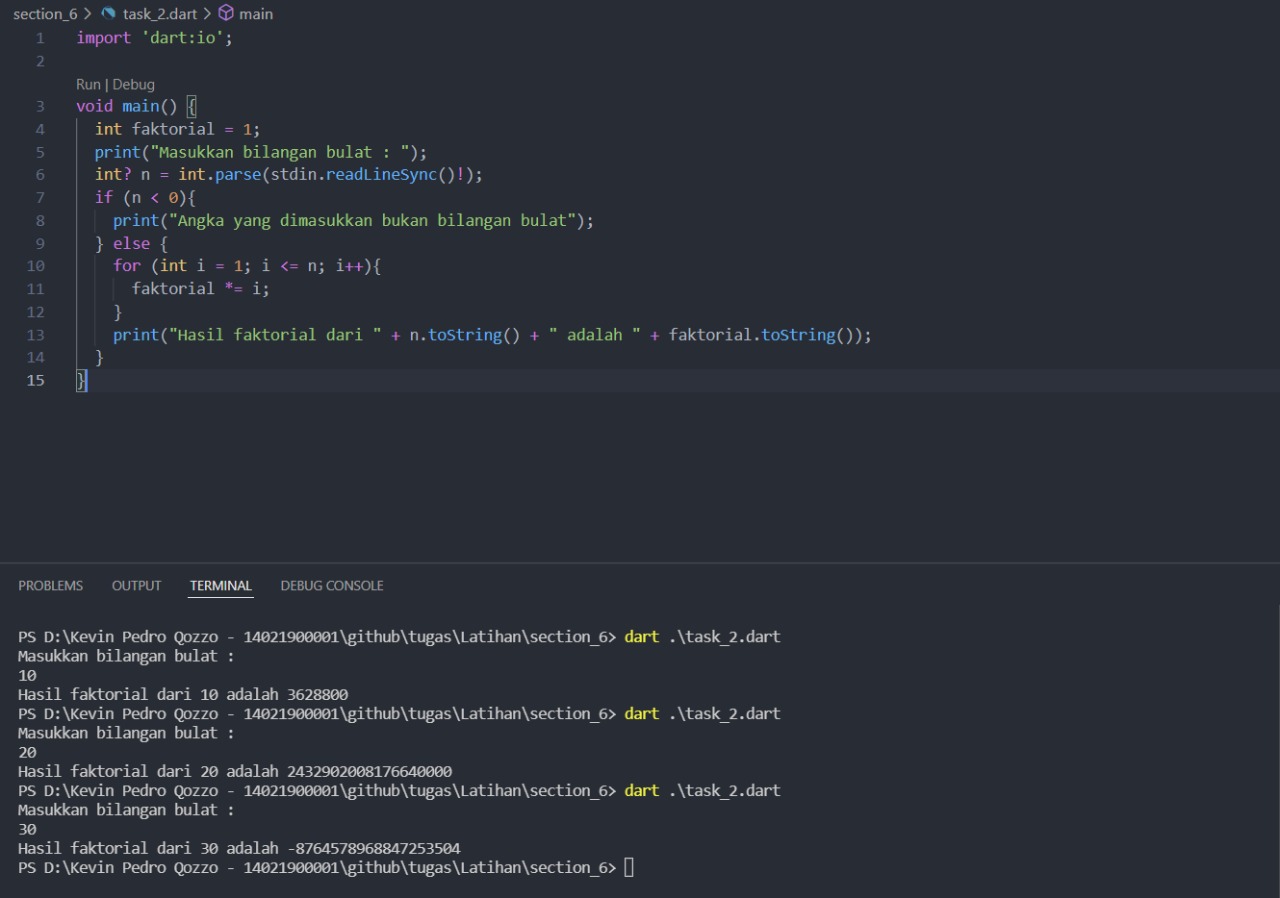 section_6 > task_2.dart > main
1 import 'dart:io';
2
Run | Debug
3 void main() {
4 int faktorial = 1;
5 print("Masukkan bilangan bulat : ");
6 int? n = int.parse(stdin.readLineSync()!);
7 if (n < 0){
8 print("Angka yang dimasukkan bukan bilangan bulat");
9 } else {
10 for (int i = 1; i <= n; i++){
11 faktorial *= i;
12 }
13 print("Hasil faktorial dari " + n.toString() + " adalah " + faktorial.toString());
14 }
15 }
PROBLEMS OUTPUT TERMINAL DEBUG CONSOLE
PS D:\Kevin Pedro Qozzo - 14021900001\github\tugas\Latihan\section_6> dart .\task_2.dart
Masukkan bilangan bulat :
10
Hasil faktorial dari 10 adalah 3628800
PS D:\Kevin Pedro Qozzo - 14021900001\github\tugas\Latihan\section_6> dart .\task_2.dart
Masukkan bilangan bulat :
20
Hasil faktorial dari 20 adalah 2432902008176640000
PS D:\Kevin Pedro Qozzo - 14021900001\github\tugas\Latihan\section_6> dart .\task_2.dart
Masukkan bilangan bulat :
30
Hasil faktorial dari 30 adalah -8764578968847253504
PS D:\Kevin Pedro Qozzo - 14021900001\github\tugas\Latihan\section_6>